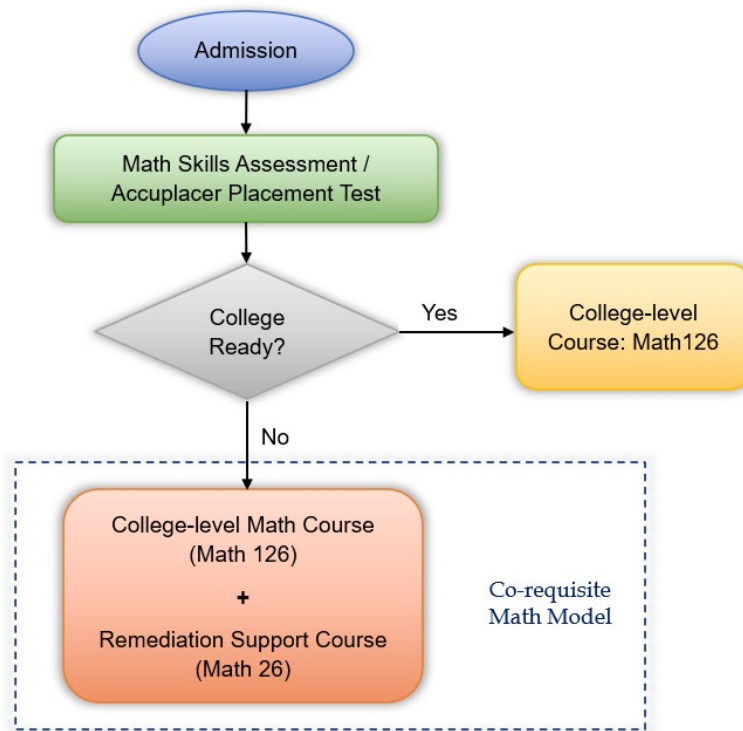 Admission
Math Skills Assessment /
Accuplacer Placement Test
College
Ready?
Yes
College-level
Course: Math126
No
College-level Math Course
(Math 126)
+
Remediation Support Course
(Math 26)
Co-requisite
Math Model